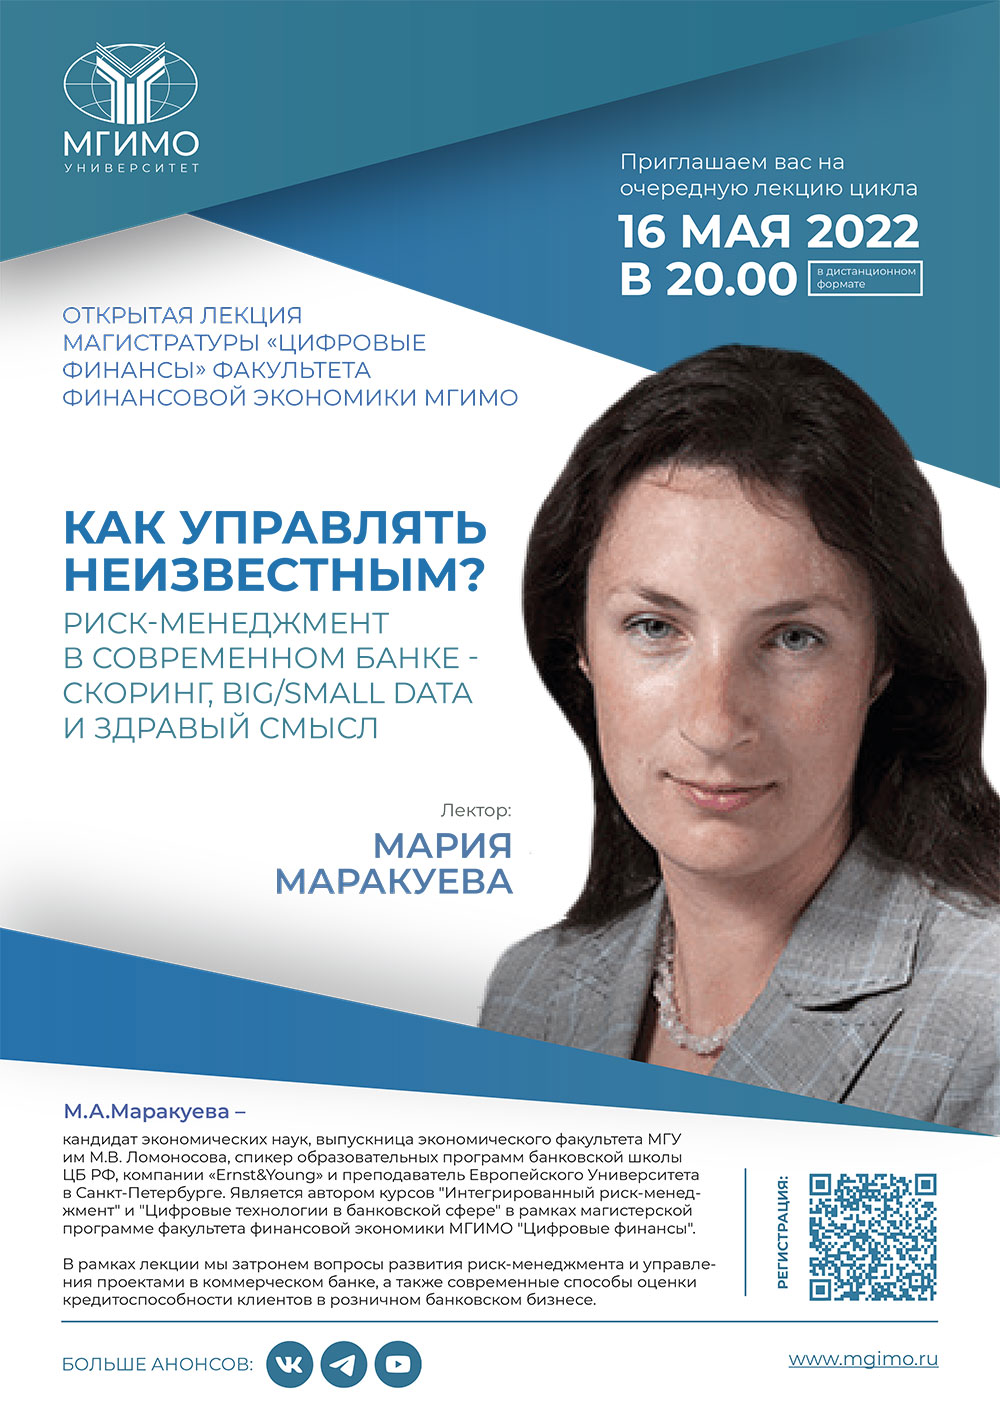 МГИМО
УНИВЕРСИТЕТ
Приглашаем вас на
очередную лекцию цикла
16 МАЯ 2022
В 20.00
в дистанционном
формате
ОТКРЫТАЯ ЛЕКЦИЯ
МАГИСТРАТУРЫ «ЦИФРОВЫЕ
ФИНАНСЫ» ФАКУЛЬТЕТА
ФИНАНСОВОЙ ЭКОНОМИКИ МГИМО
КАК УПРАВЛЯТЬ
НЕИЗВЕСТНЫМ?
РИСК-МЕНЕДЖМЕНТ
В СОВРЕМЕННОМ БАНКЕ -
СКОРИНГ, BIG/SMALL DATA
И ЗДРАВЫЙ СМЫСЛ
Лектор:
МАРИЯ
МАРАКУЕВА
М.А.Маракуева –
кандидат экономических наук, выпускница экономического факультета МГУ
им М.В. Ломоносова, спикер образовательных программ банковской школы
ЦБ РФ, компании «Ernst&Young» и преподаватель Европейского Университета
в Санкт-Петербурге. Является автором курсов "Интегрированный риск-менед-
жмент" и "Цифровые технологии в банковской сфере" в рамках магистерской
программе факультета финансовой экономики МГИМО "Цифровые финансы".
В рамках лекции мы затронем вопросы развития риск-менеджмента и управле-
ния проектами в коммерческом банке, а также современные способы оценки
кредитоспособности клиентов в розничном банковском бизнесе.
РЕГИСТРАЦИЯ:
БОЛЬШЕ АНОНСОВ:
www.mgimo.ru